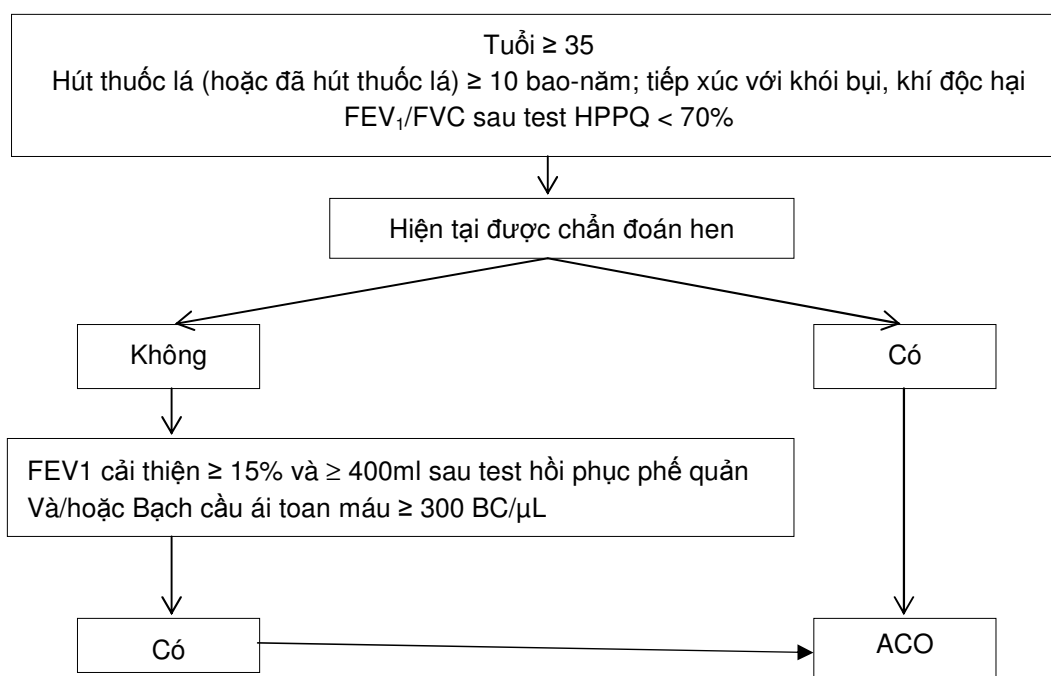 Tuổi ≥ 35
Hút thuốc lá (hoặc đã hút thuốc lá) ≥ 10 bao-năm; tiếp xúc với khói bụi, khí độc hại
FEV₁/FVC sau test HPPQ < 70%
Hiện tại được chẩn đoán hen
Không
Có
FEV1 cải thiện ≥ 15% và ≥ 400ml sau test hồi phục phế quản
Và/hoặc Bạch cầu ái toan máu ≥ 300 BC/µL
Có
ACO